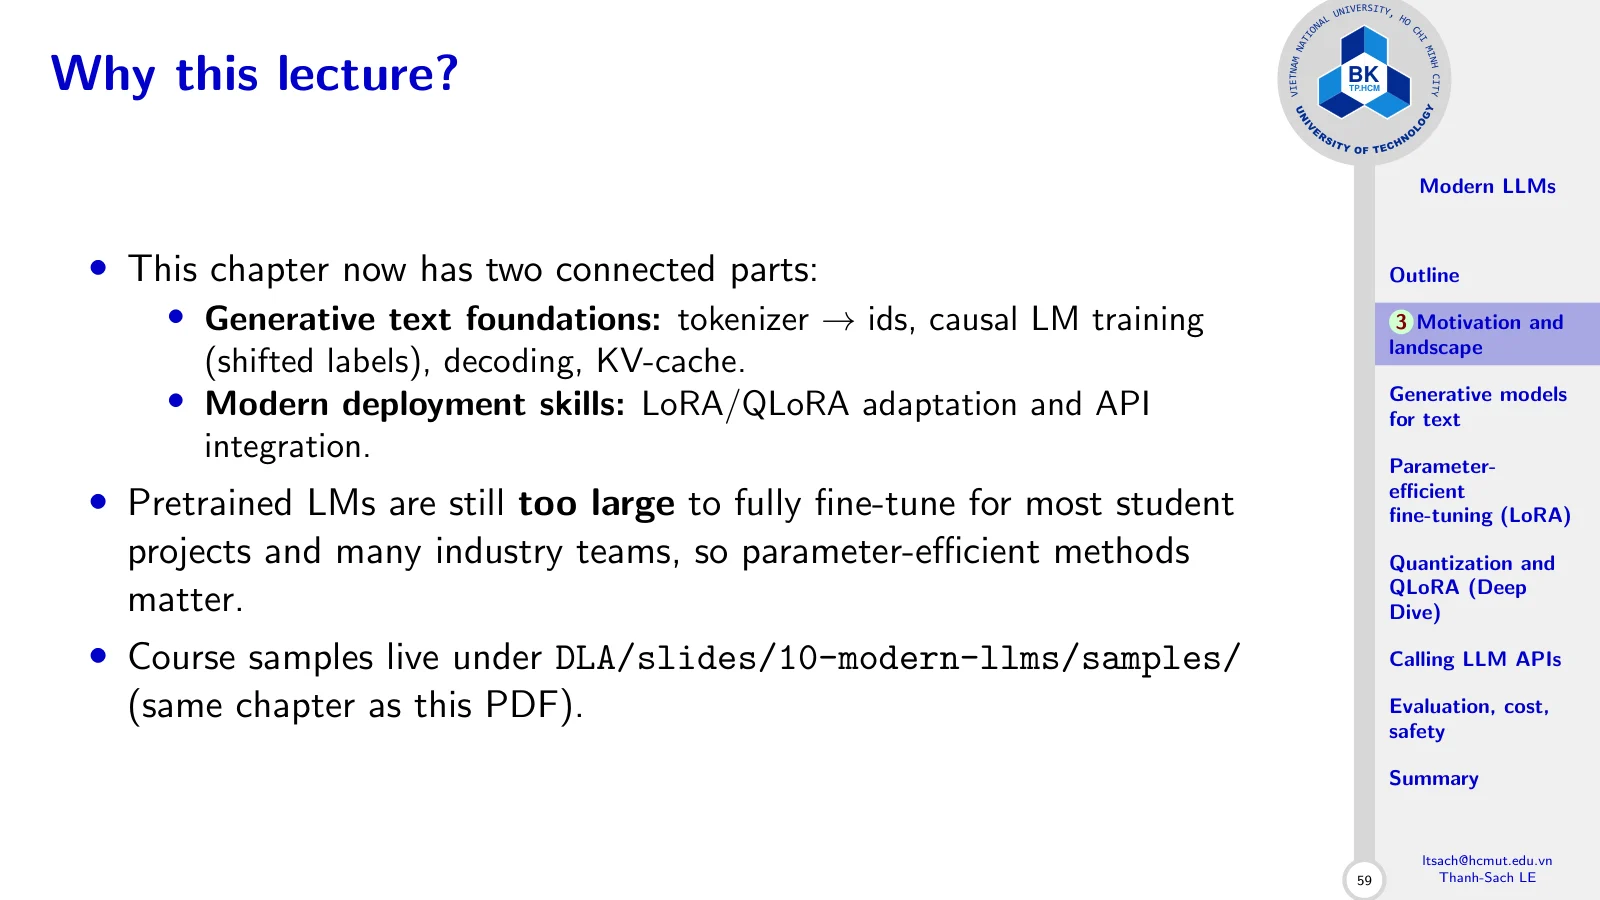 Why this lecture?
VIETNAM NATIONAL UNIVERSITY, HO CHI MINH CITY
BK
TP.HCM
UNIVERSITY OF TECHNOLOGY
• This chapter now has two connected parts:
• Generative text foundations: tokenizer → ids, causal LM training
(shifted labels), decoding, KV-cache.
• Modern deployment skills: LoRA/QLoRA adaptation and API
integration.
• Pretrained LMs are still too large to fully fine-tune for most student
projects and many industry teams, so parameter-efficient methods
matter.
• Course samples live under DLA/slides/10-modern-llms/samples/
(same chapter as this PDF).
Modern LLMs
Outline
3 Motivation and
landscape
Generative models
for text
Parameter-
efficient
fine-tuning (LoRA)
Quantization and
QLoRA (Deep
Dive)
Calling LLM APIs
Evaluation, cost,
safety
Summary
ltsach@hcmut.edu.vn
Thanh-Sach LE
59